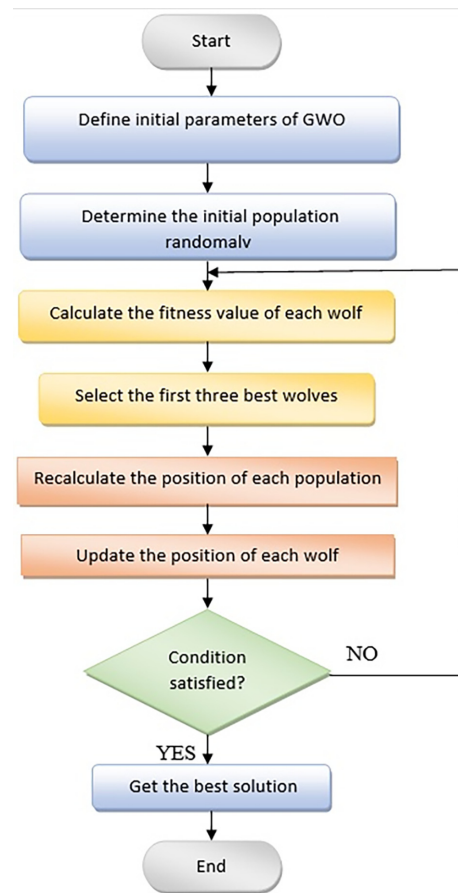 Start
Define initial parameters of GWO
Determine the initial population
randomalv
Calculate the fitness value of each wolf
Select the first three best wolves
Recalculate the position of each population
Update the position of each wolf
Condition
satisfied?
NO
YES
Get the best solution
End